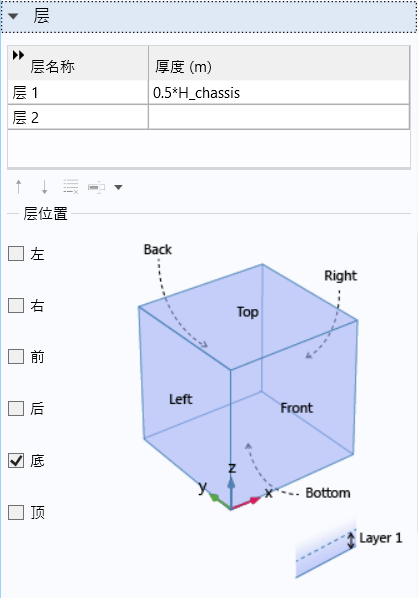 层
层名称 厚度 (m)
层 1 0.5*H_chassis
层 2
层位置
左
右
前
后
底
顶
Back
Right
Top
Left
Front
z
y
x
Bottom
Layer 1